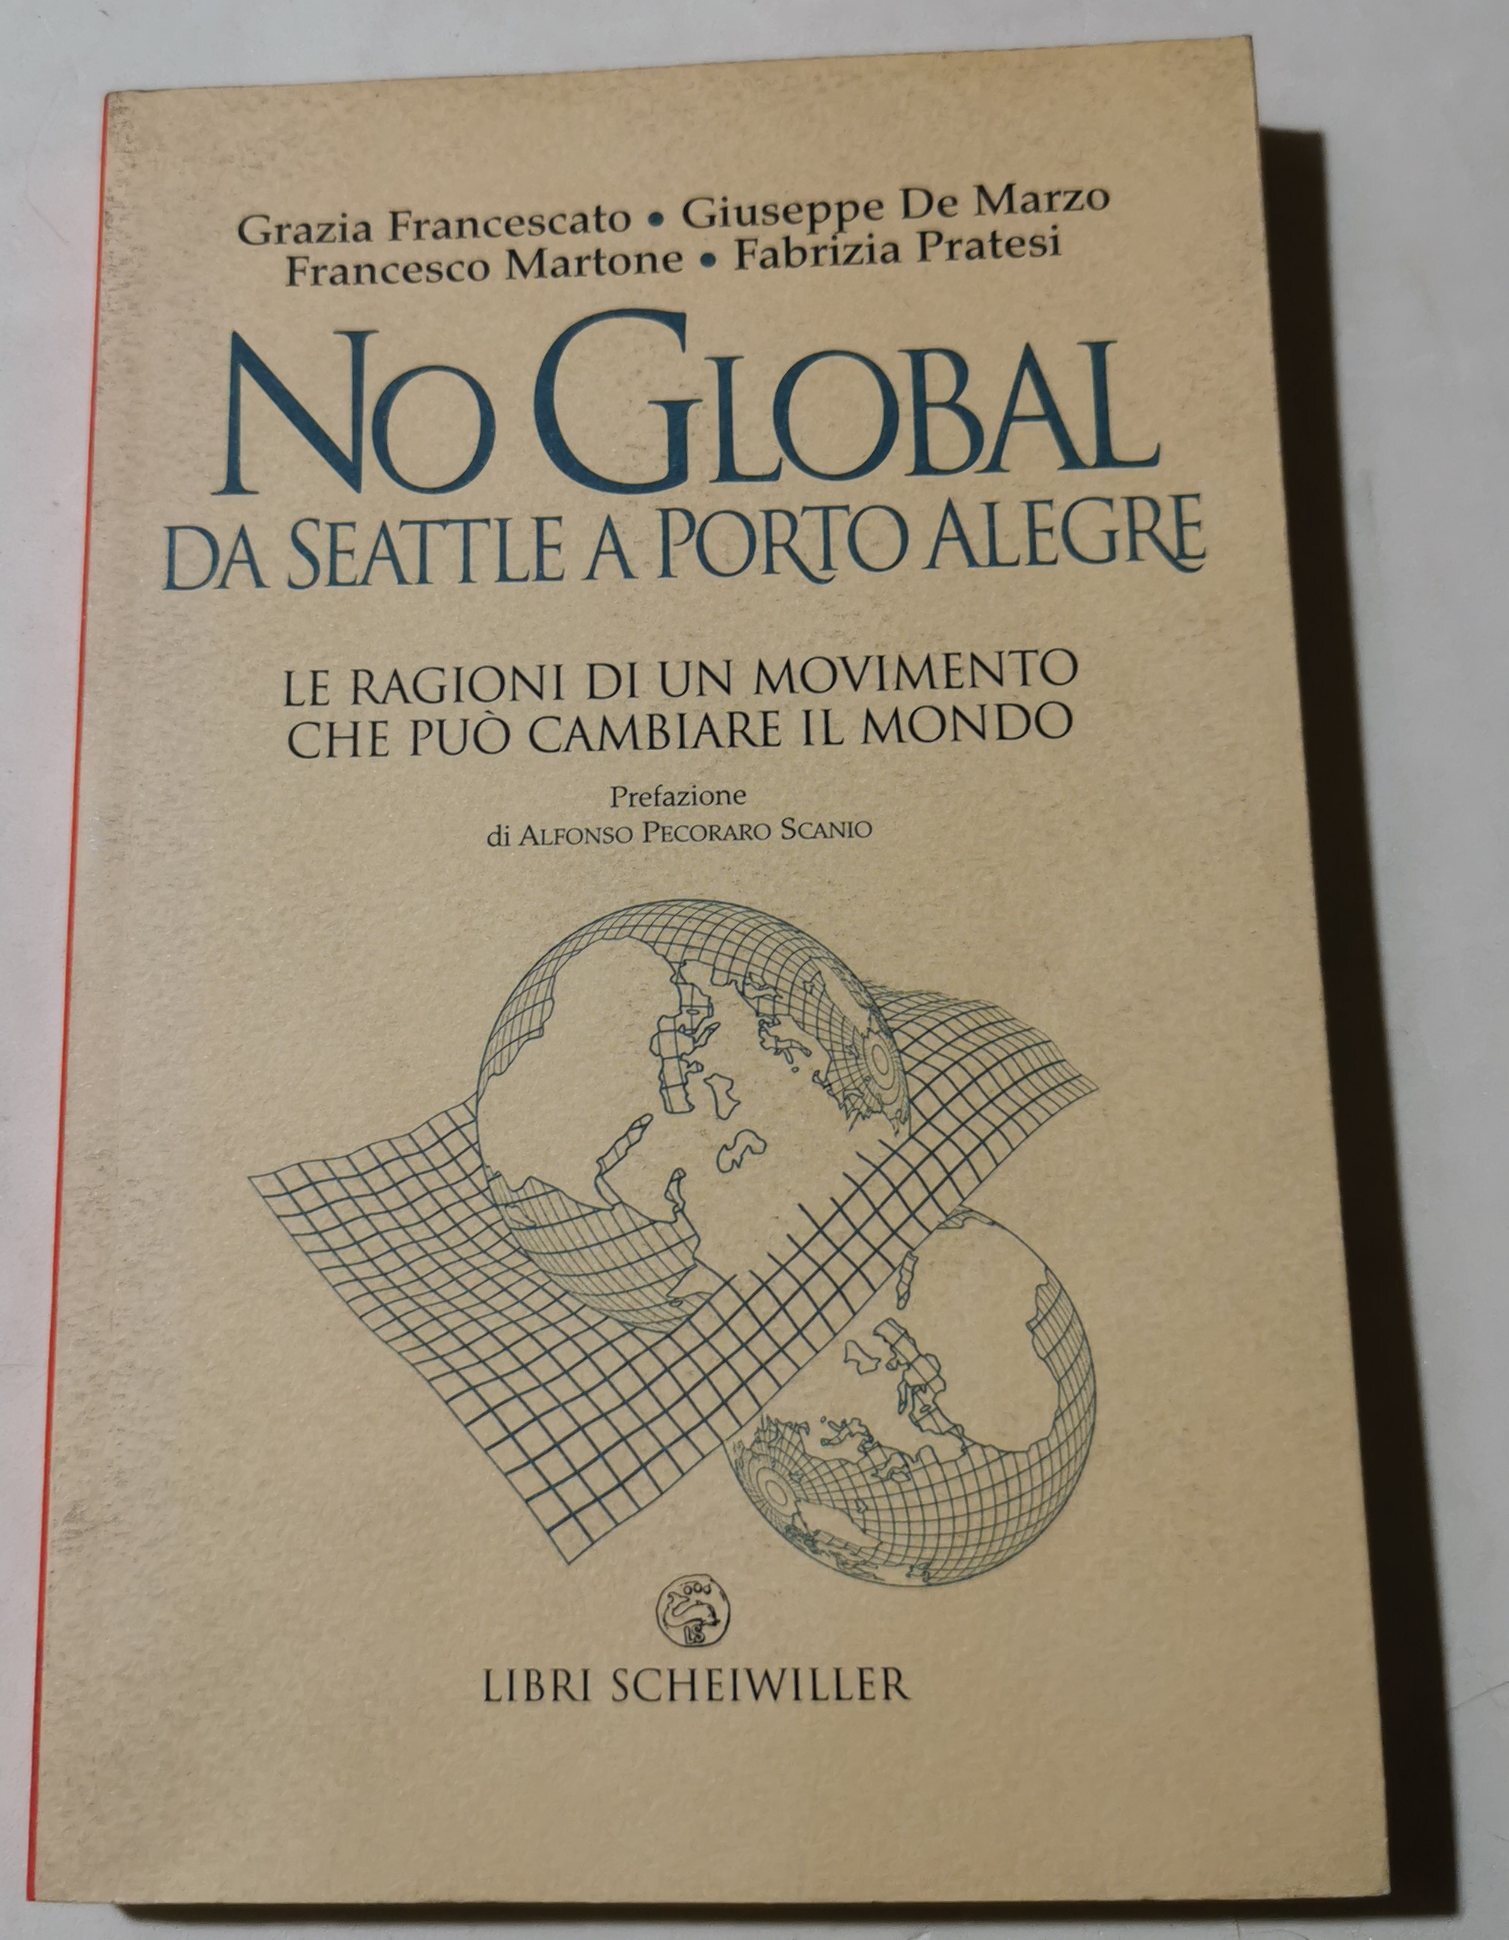 Grazia Francescato • Giuseppe De Marzo
Francesco Martone • Fabrizia Pratesi
NO GLOBAL
DA SEATTLE A PORTO ALEGRE
LE RAGIONI DI UN MOVIMENTO
CHE PUÒ CAMBIARE IL MONDO
Prefazione
di ALFONSO PECORARO SCANIO
LS
LIBRI SCHEIWILLER